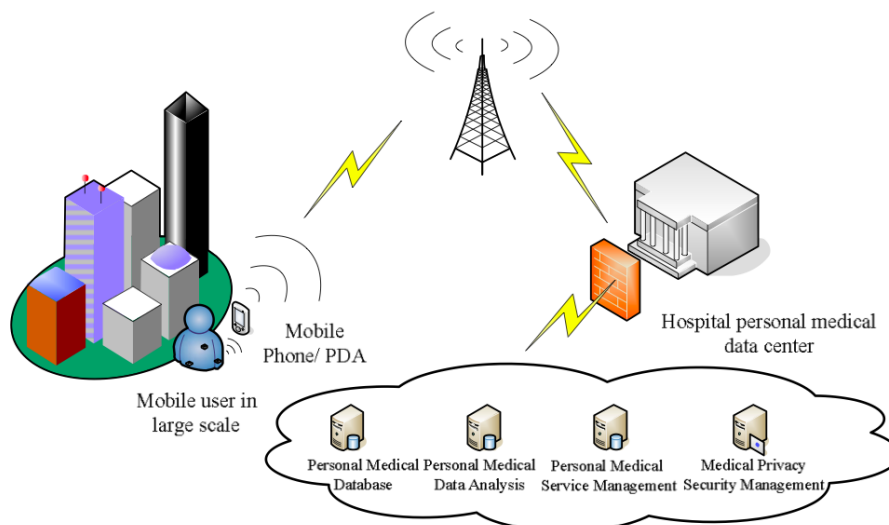 Mobile
Phone/ PDA
Mobile user in
large scale
Hospital personal medical
data center
Personal Medical
Database
Personal Medical
Data Analysis
Personal Medical
Service Management
Medical Privacy
Security Management